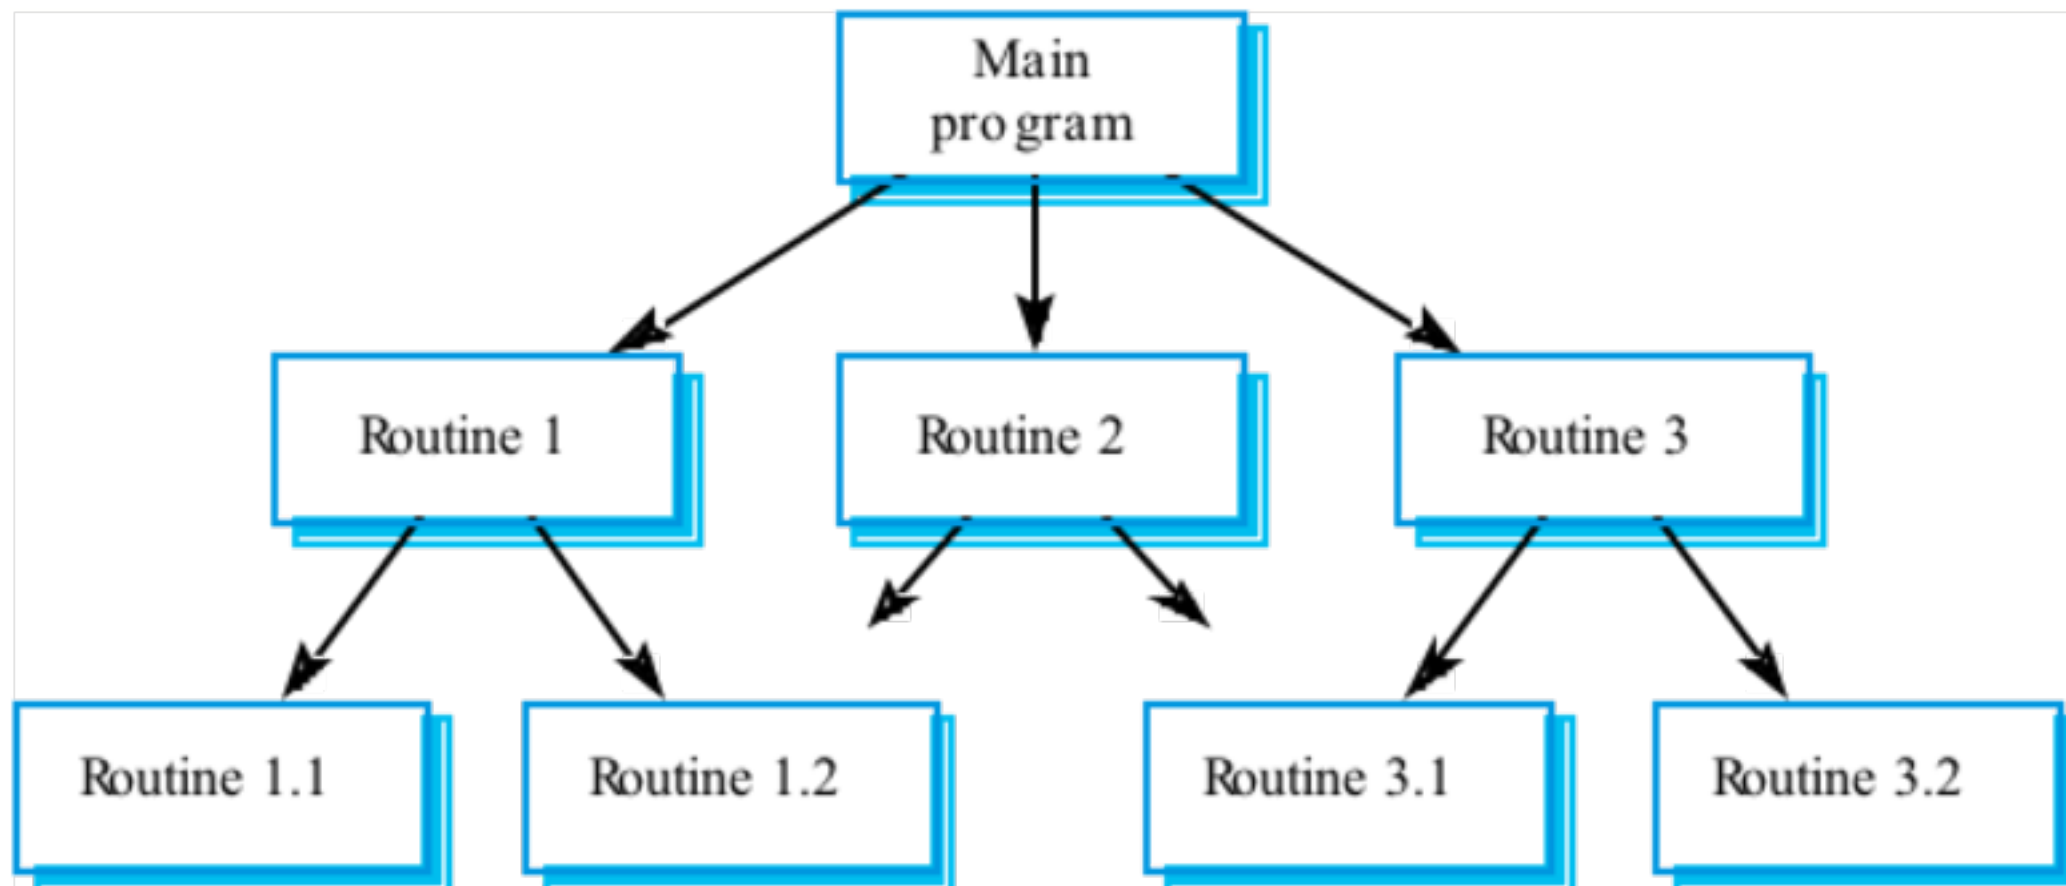 Main
program
Routine 1
Routine 2
Routine 3
Routine 1.1
Routine 1.2
Routine 3.1
Routine 3.2